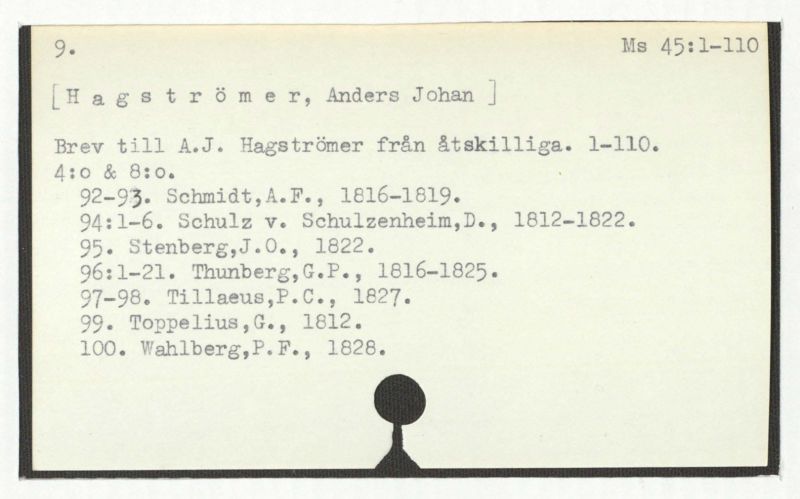 9. Ms 45:1-110
[H a g s t r ö m e r, Anders Johan ]
Brev till A.J. Hagströmer från åtskilliga. 1-110.
4:o & 8:o.
92-93. Schmidt,A.F., 1816-1819.
94:1-6. Schulz v. Schulzenheim,D., 1812-1822.
95. Stenberg,J.O., 1822.
96:1-21. Thunberg,G.P., 1816-1825.
97-98. Tillaeus,P.C., 1827.
99. Toppelius,G., 1812.
100. Wahlberg,P.F., 1828.